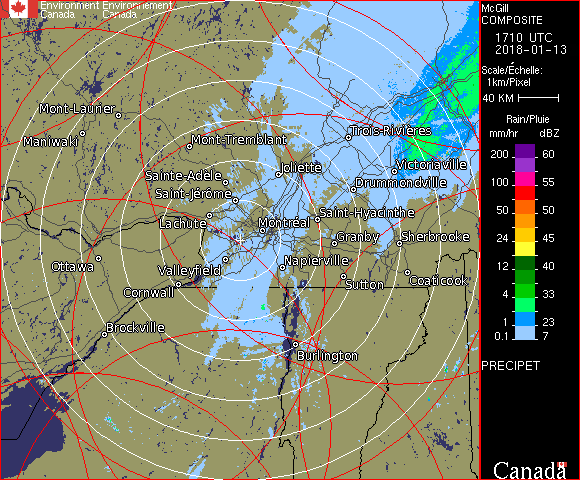 Environment Environnement
Canada Canada
McGill
COMPOSITE
1710 UTC
2018-01-13
Scale/Échelle:
1km/Pixel
40 KM
Rain/Pluie
mm/hr dBZ
200 60
100 55
50 50
24 45
12 40
4 33
1 23
0.1 7
PRECIPET
Canada
Mont-Laurier
Maniwaki
Mont-Tremblant
Trois-Rivières
Sainte-Adèle
Joliette
Victoriaville
Saint-Jérôme
Drummondville
Lachute
Montréal
Saint-Hyacinthe
Granby
Sherbrooke
Ottawa
Valleyfield
Napierville
Cornwall
Sutton
Coaticook
Brockville
Burlington